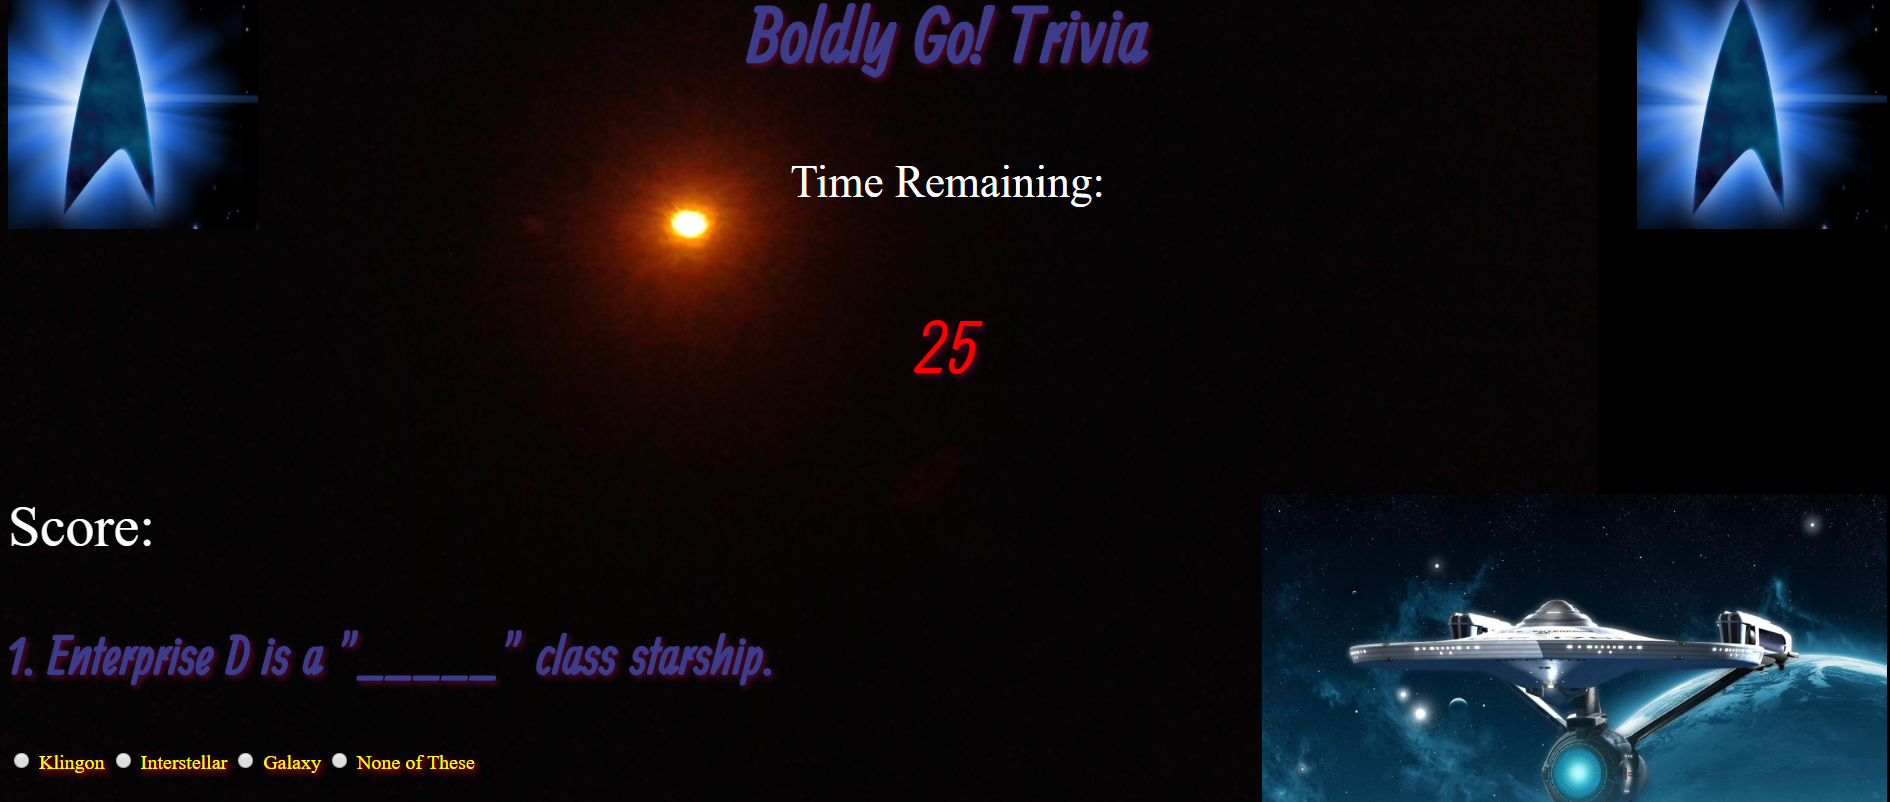 Boldly Go! Trivia
Time Remaining:
25
Score:
1. Enterprise D is a "_____" class starship.
Klingon Interstellar Galaxy None of These